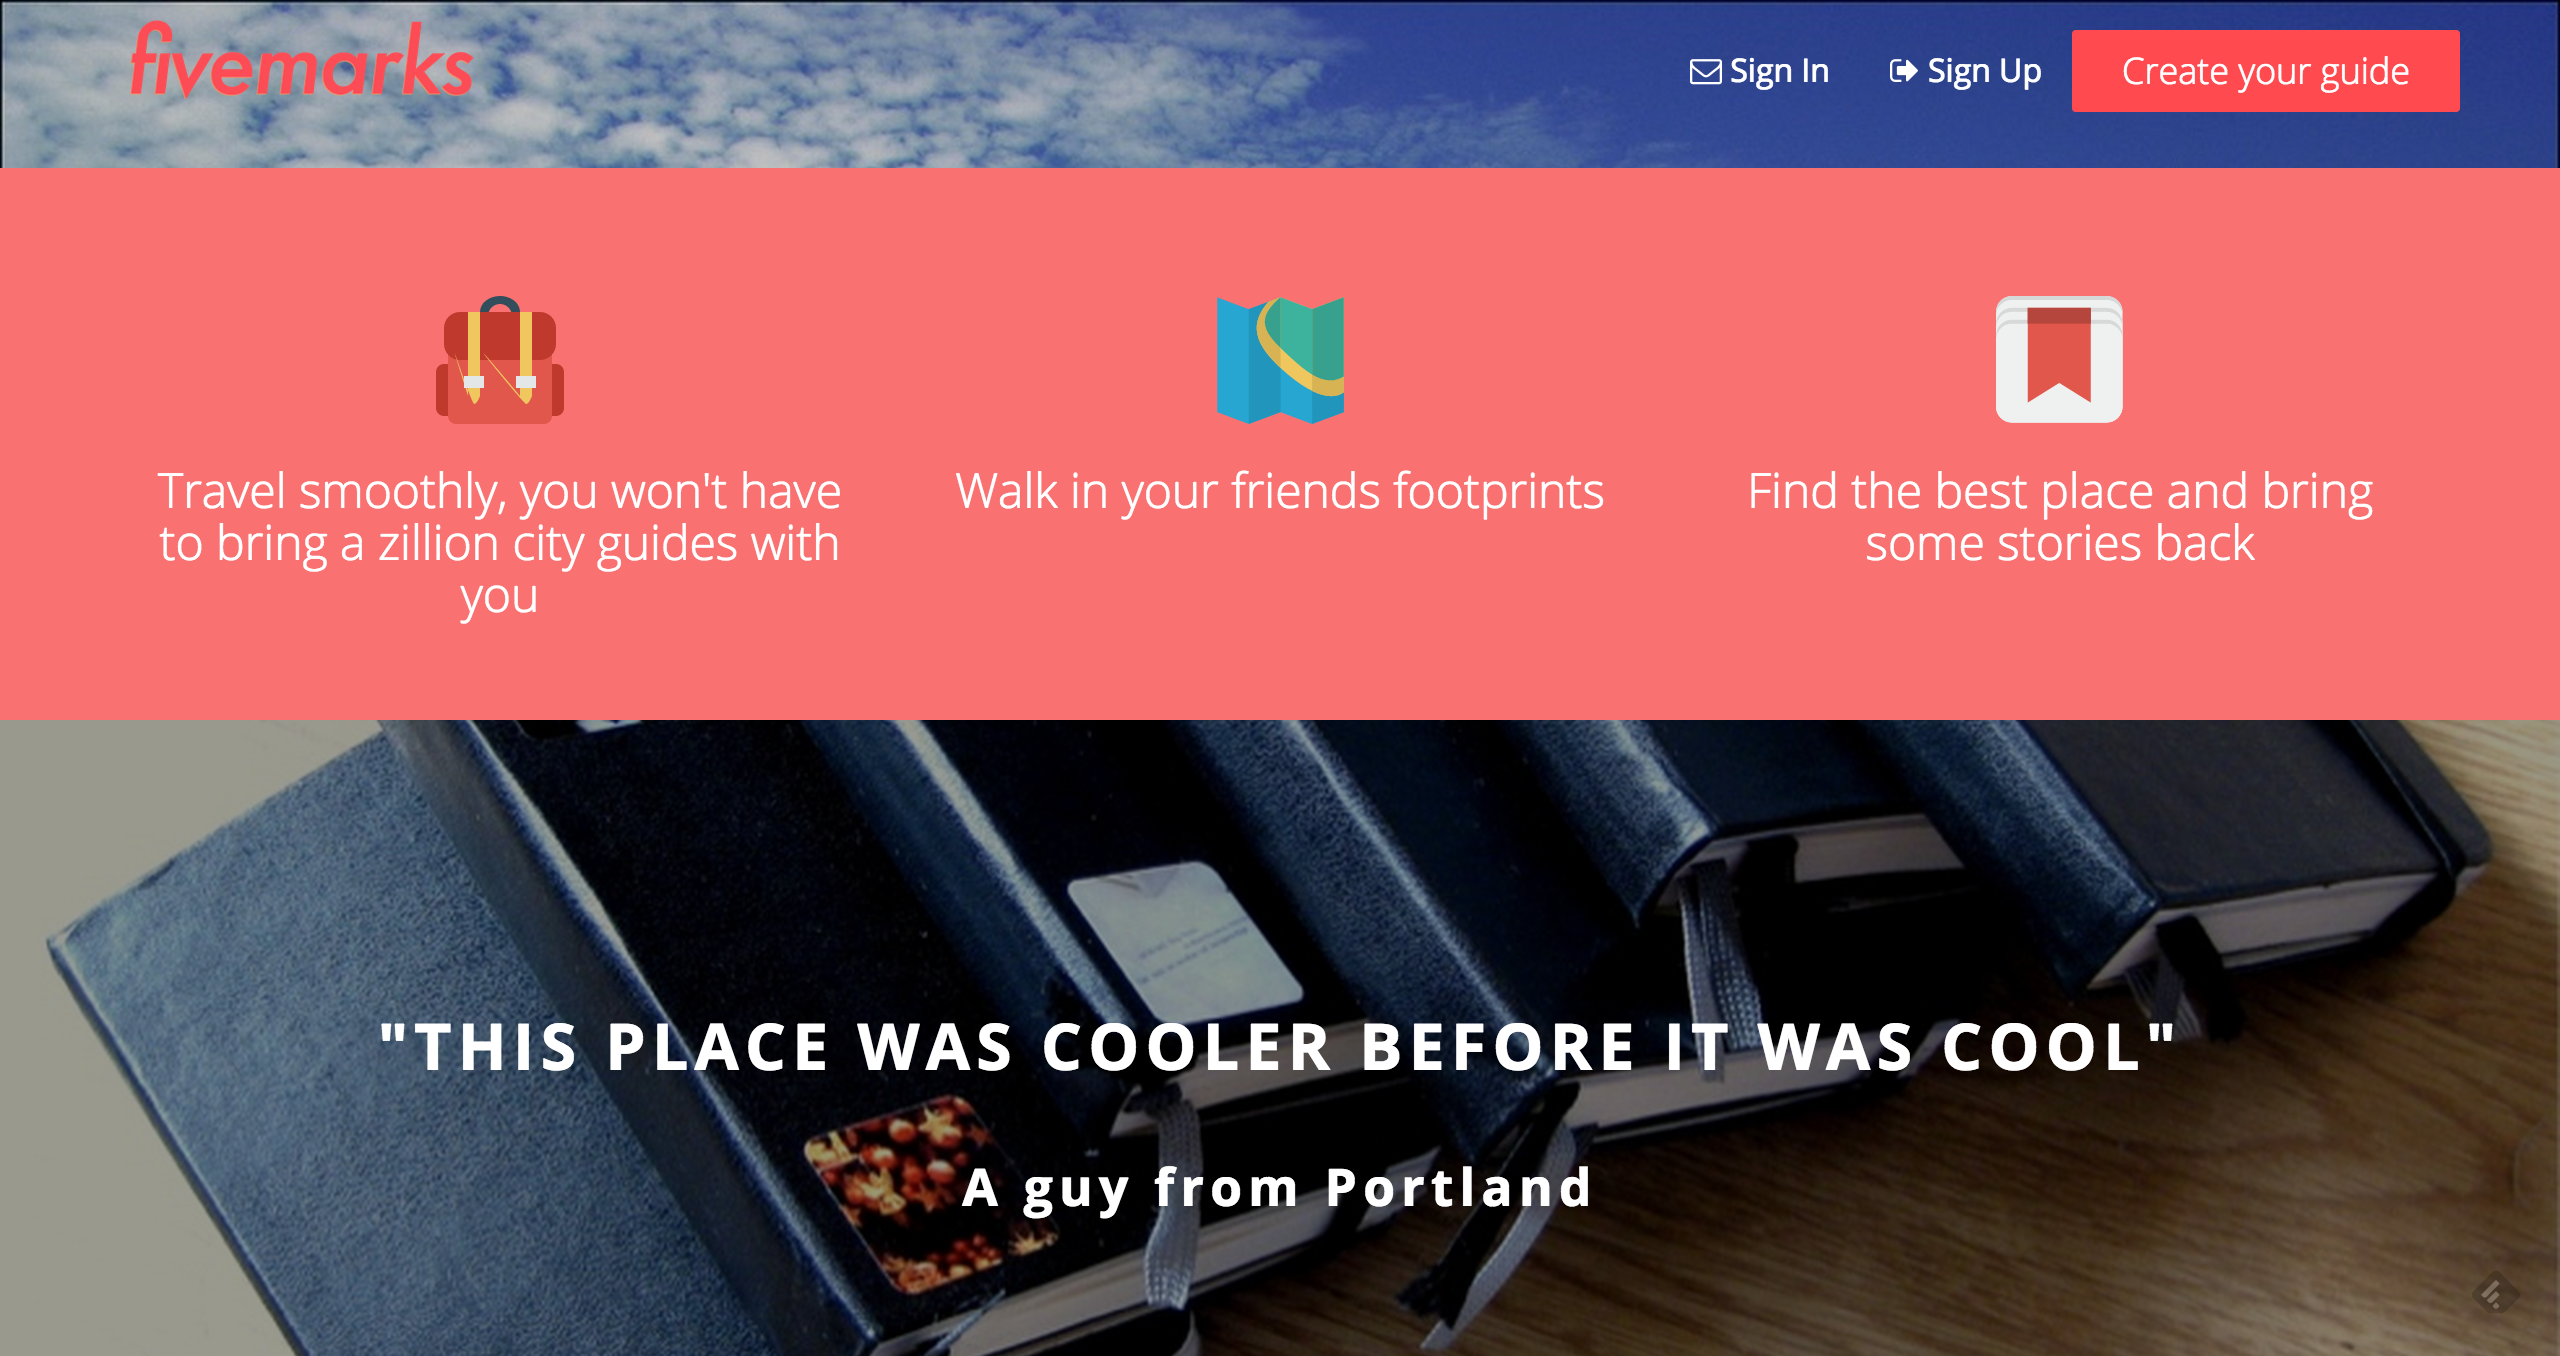 fivemarks
Sign In
Sign Up
Create your guide
Travel smoothly, you won't have
to bring a zillion city guides with
you
Walk in your friends footprints
Find the best place and bring
some stories back
"THIS PLACE WAS COOLER BEFORE IT WAS COOL"
A guy from Portland